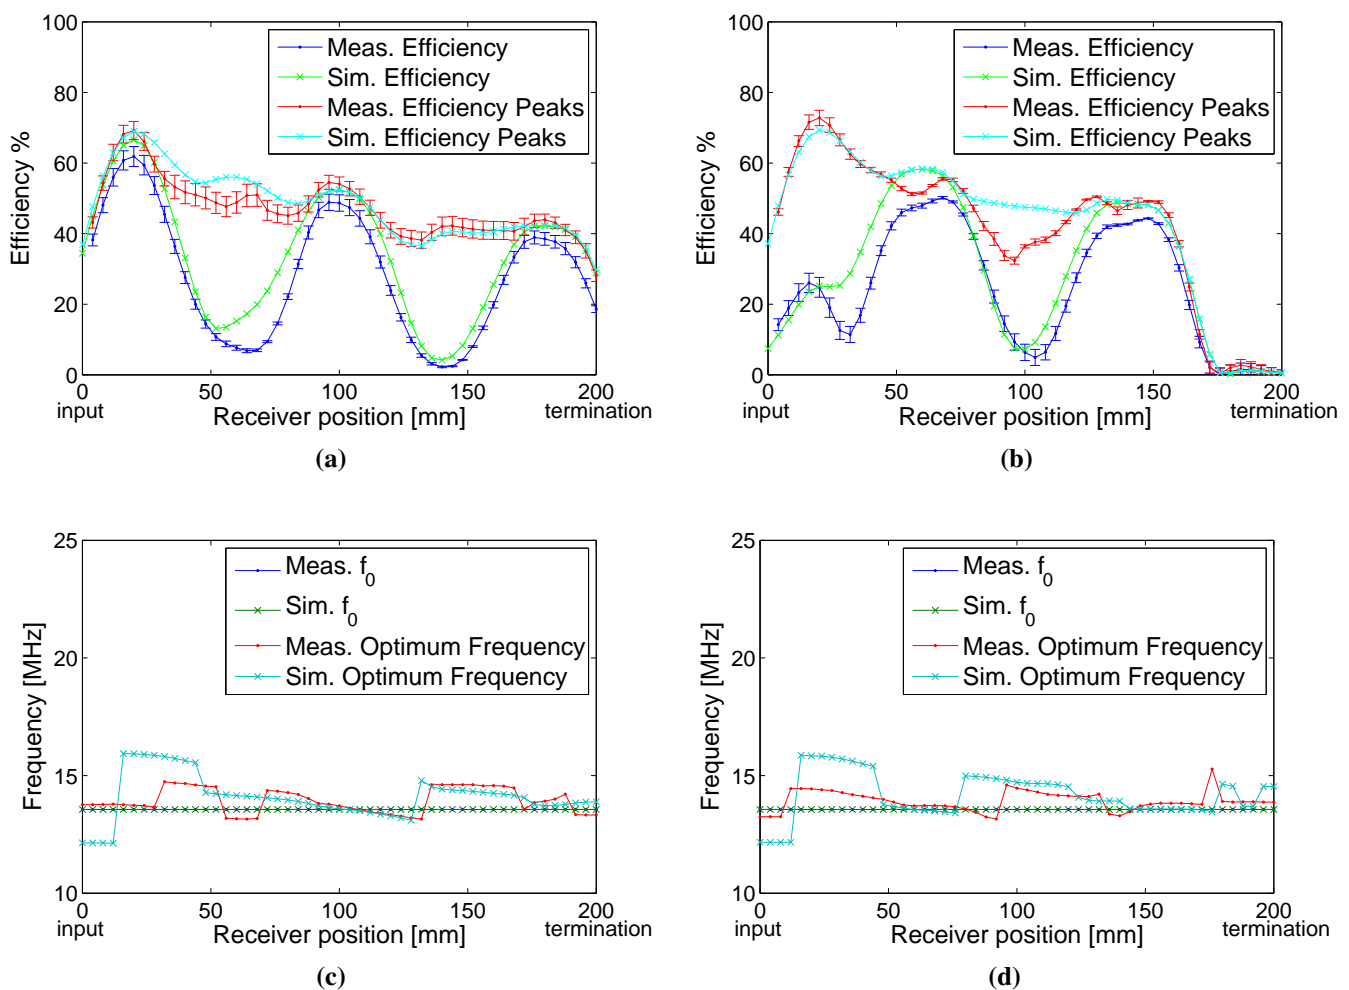 100
80
60
40
20
0
Efficiency %
Meas. Efficiency
Sim. Efficiency
Meas. Efficiency Peaks
Sim. Efficiency Peaks
0 50 100 150 200
input Receiver position [mm] termination
(a)
100
80
60
40
20
0
Efficiency %
Meas. Efficiency
Sim. Efficiency
Meas. Efficiency Peaks
Sim. Efficiency Peaks
0 50 100 150 200
input Receiver position [mm] termination
(b)
25
20
15
10
Frequency [MHz]
Meas. f0
Sim. f0
Meas. Optimum Frequency
Sim. Optimum Frequency
0 50 100 150 200
input Receiver position [mm] termination
(c)
25
20
15
10
Frequency [MHz]
Meas. f0
Sim. f0
Meas. Optimum Frequency
Sim. Optimum Frequency
0 50 100 150 200
input Receiver position [mm] termination
(d)